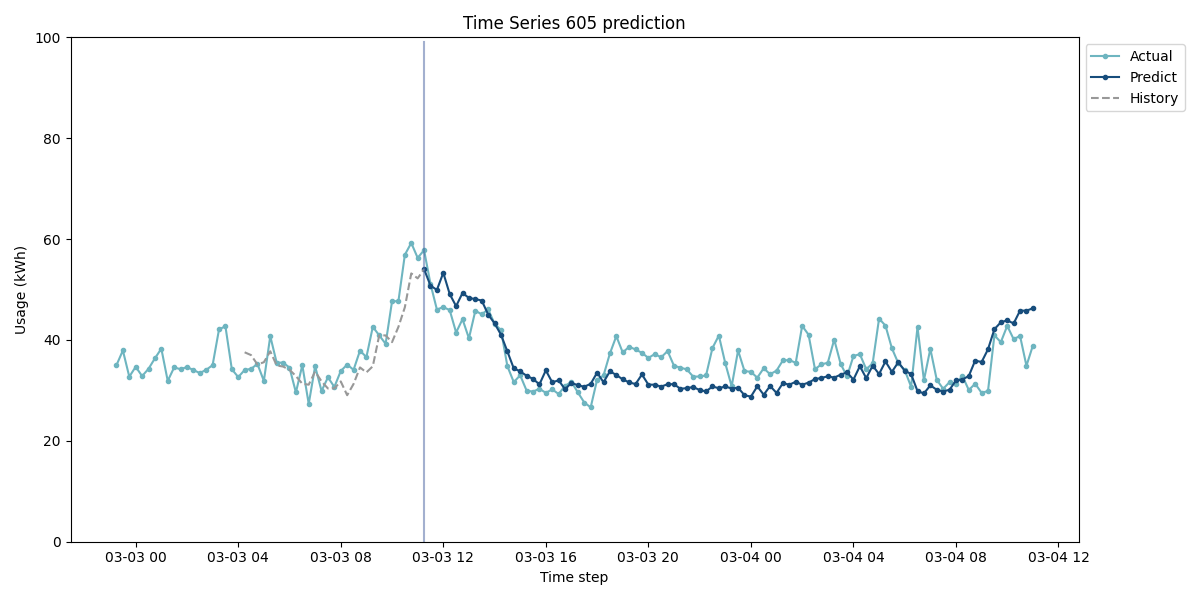 Time Series 605 prediction
100
80
60
40
20
0
Usage (kWh)
03-03 00 03-03 04 03-03 08 03-03 12 03-03 16 03-03 20 03-04 00 03-04 04 03-04 08 03-04 12
Time step
Actual
Predict
History